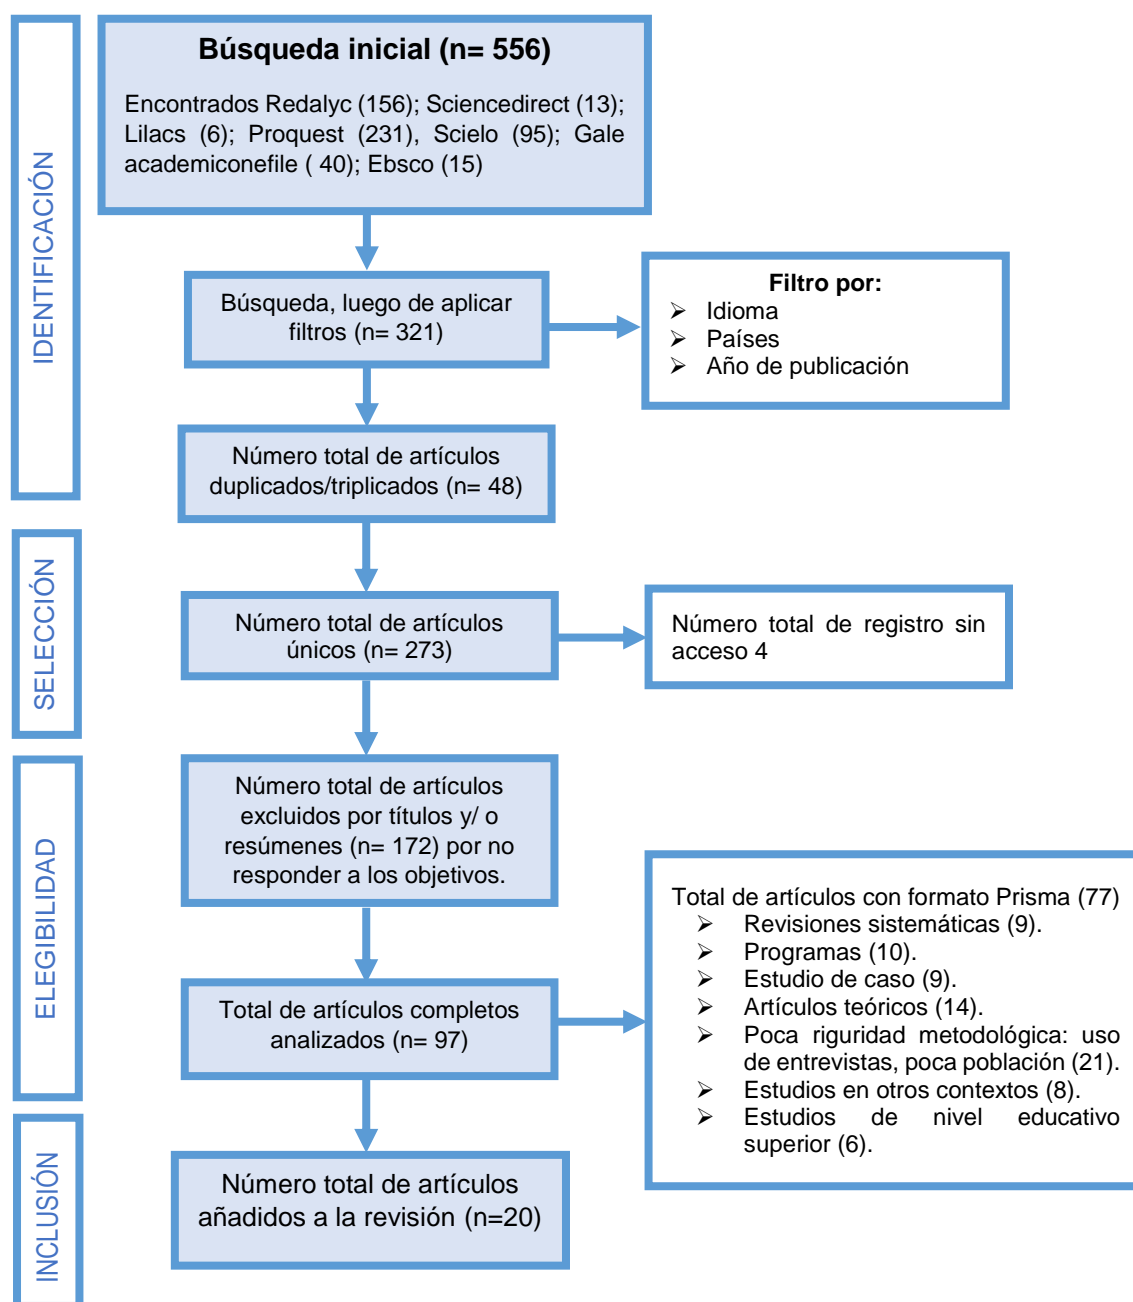 IDENTIFICACIÓN
Búsqueda inicial (n= 556)
Encontrados Redalyc (156); Sciencedirect (13);
Lilacs (6); Proquest (231), Scielo (95); Gale
academiconefile ( 40); Ebsco (15)
Búsqueda, luego de aplicar
filtros (n= 321)
Filtro por:
➢ Idioma
➢ Países
➢ Año de publicación
Número total de artículos
duplicados/triplicados (n= 48)
SELECCIÓN
Número total de artículos
únicos (n= 273)
Número total de registro sin
acceso 4
ELEGIBILIDAD
Número total de artículos
excluidos por títulos y/ o
resúmenes (n= 172) por no
responder a los objetivos.
Total de artículos completos
analizados (n= 97)
Total de artículos con formato Prisma (77)
➢ Revisiones sistemáticas (9).
➢ Programas (10).
➢ Estudio de caso (9).
➢ Artículos teóricos (14).
➢ Poca riguridad metodológica: uso
de entrevistas, poca población (21).
➢ Estudios en otros contextos (8).
➢ Estudios de nivel educativo
superior (6).
INCLUSIÓN
Número total de artículos
añadidos a la revisión (n=20)